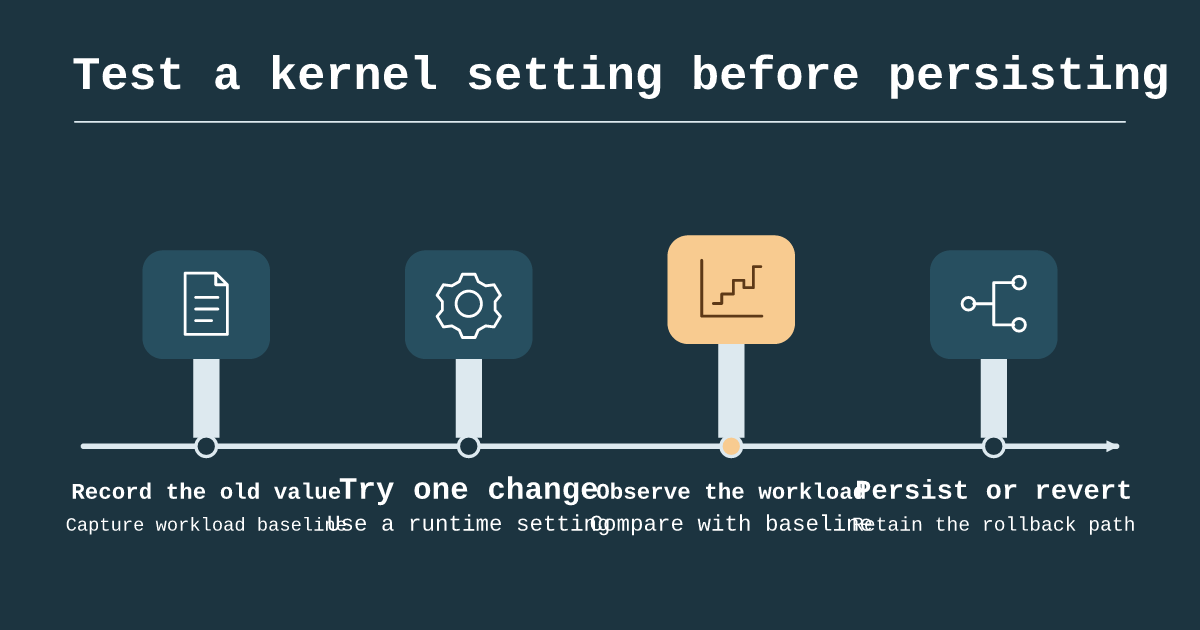 Test a kernel setting before persisting
Record the old value
Capture workload baseline
Try one change
Use a runtime setting
Observe the workload
Compare with baseline
Persist or revert
Retain the rollback path